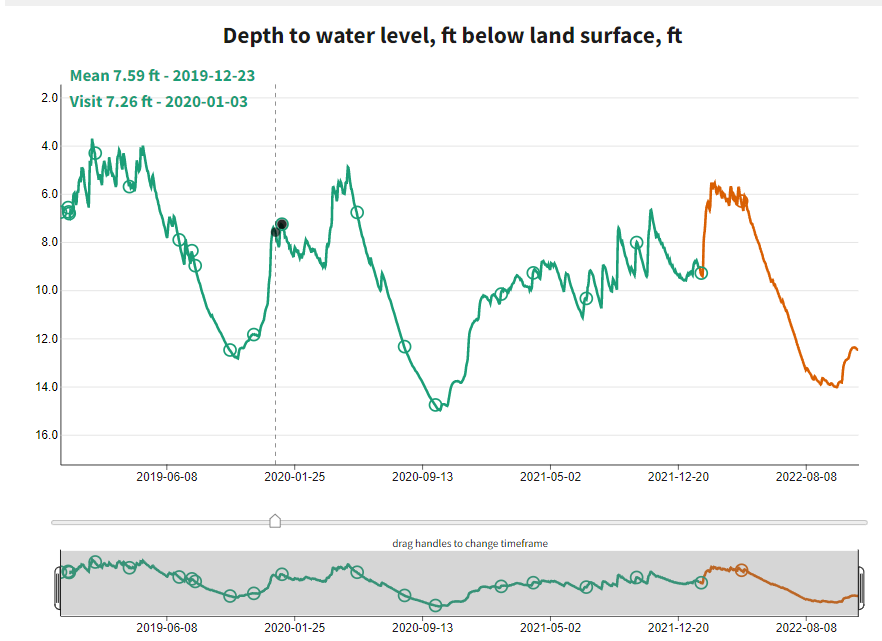 Depth to water level, ft below land surface, ft
Mean 7.59 ft - 2019-12-23
Visit 7.26 ft - 2020-01-03
2.0
4.0
6.0
8.0
10.0
12.0
14.0
16.0
2019-06-08 2020-01-25 2020-09-13 2021-05-02 2021-12-20 2022-08-08
drag handles to change timeframe
2019-06-08 2020-01-25 2020-09-13 2021-05-02 2021-12-20 2022-08-08